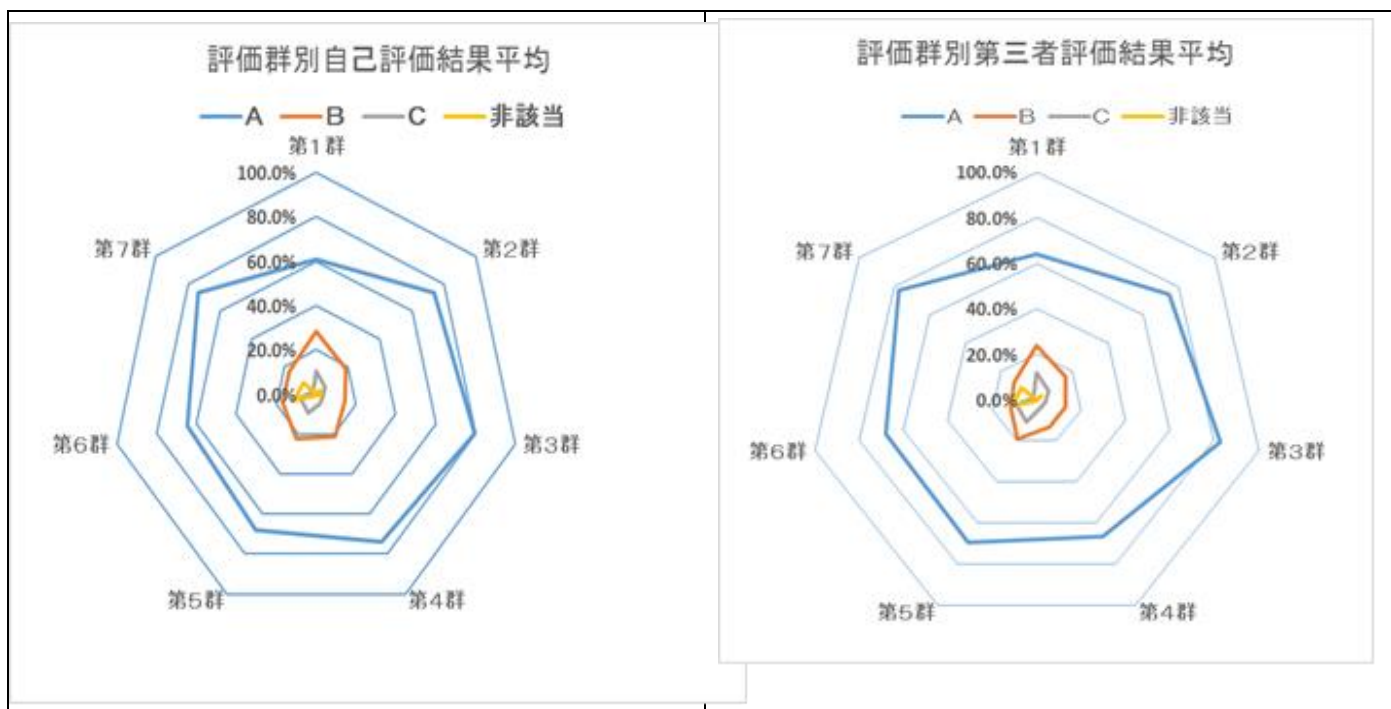 評価群別自己評価結果平均
A B C 非該当
第1群
100.0%
80.0%
60.0%
40.0%
20.0%
0.0%
第2群
第3群
第4群
第5群
第6群
第7群
評価群別第三者評価結果平均
A B C 非該当
第1群
100.0%
80.0%
60.0%
40.0%
20.0%
0.0%
第2群
第3群
第4群
第5群
第6群
第7群